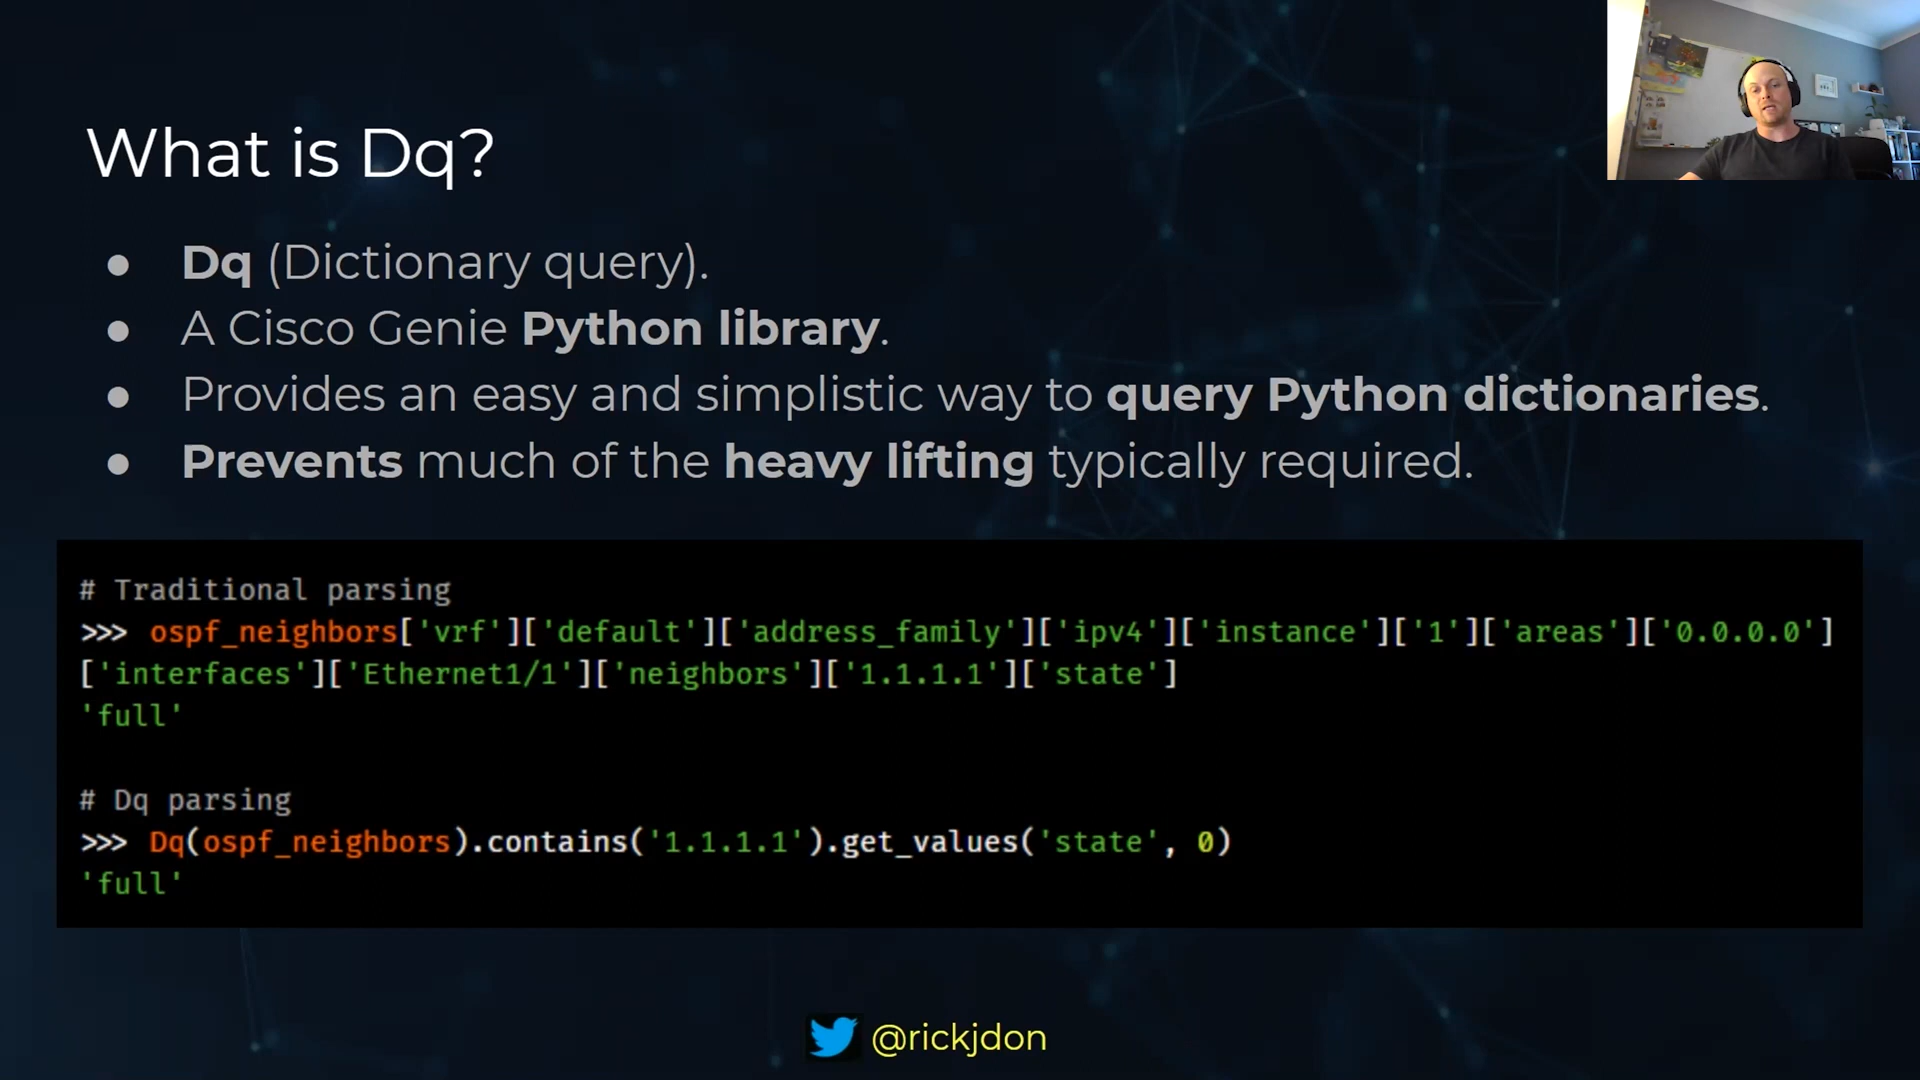 What is Dq?
● Dq (Dictionary query).
● A Cisco Genie Python library.
● Provides an easy and simplistic way to query Python dictionaries.
● Prevents much of the heavy lifting typically required.
# Traditional parsing
>>> ospf_neighbors['vrf']['default']['address_family']['ipv4']['instance']['1']['areas']['0.0.0.0']
['interfaces']['Ethernet1/1']['neighbors']['1.1.1.1']['state']
'full'
# Dq parsing
>>> Dq(ospf_neighbors).contains('1.1.1.1').get_values('state', 0)
'full'
@rickjdon